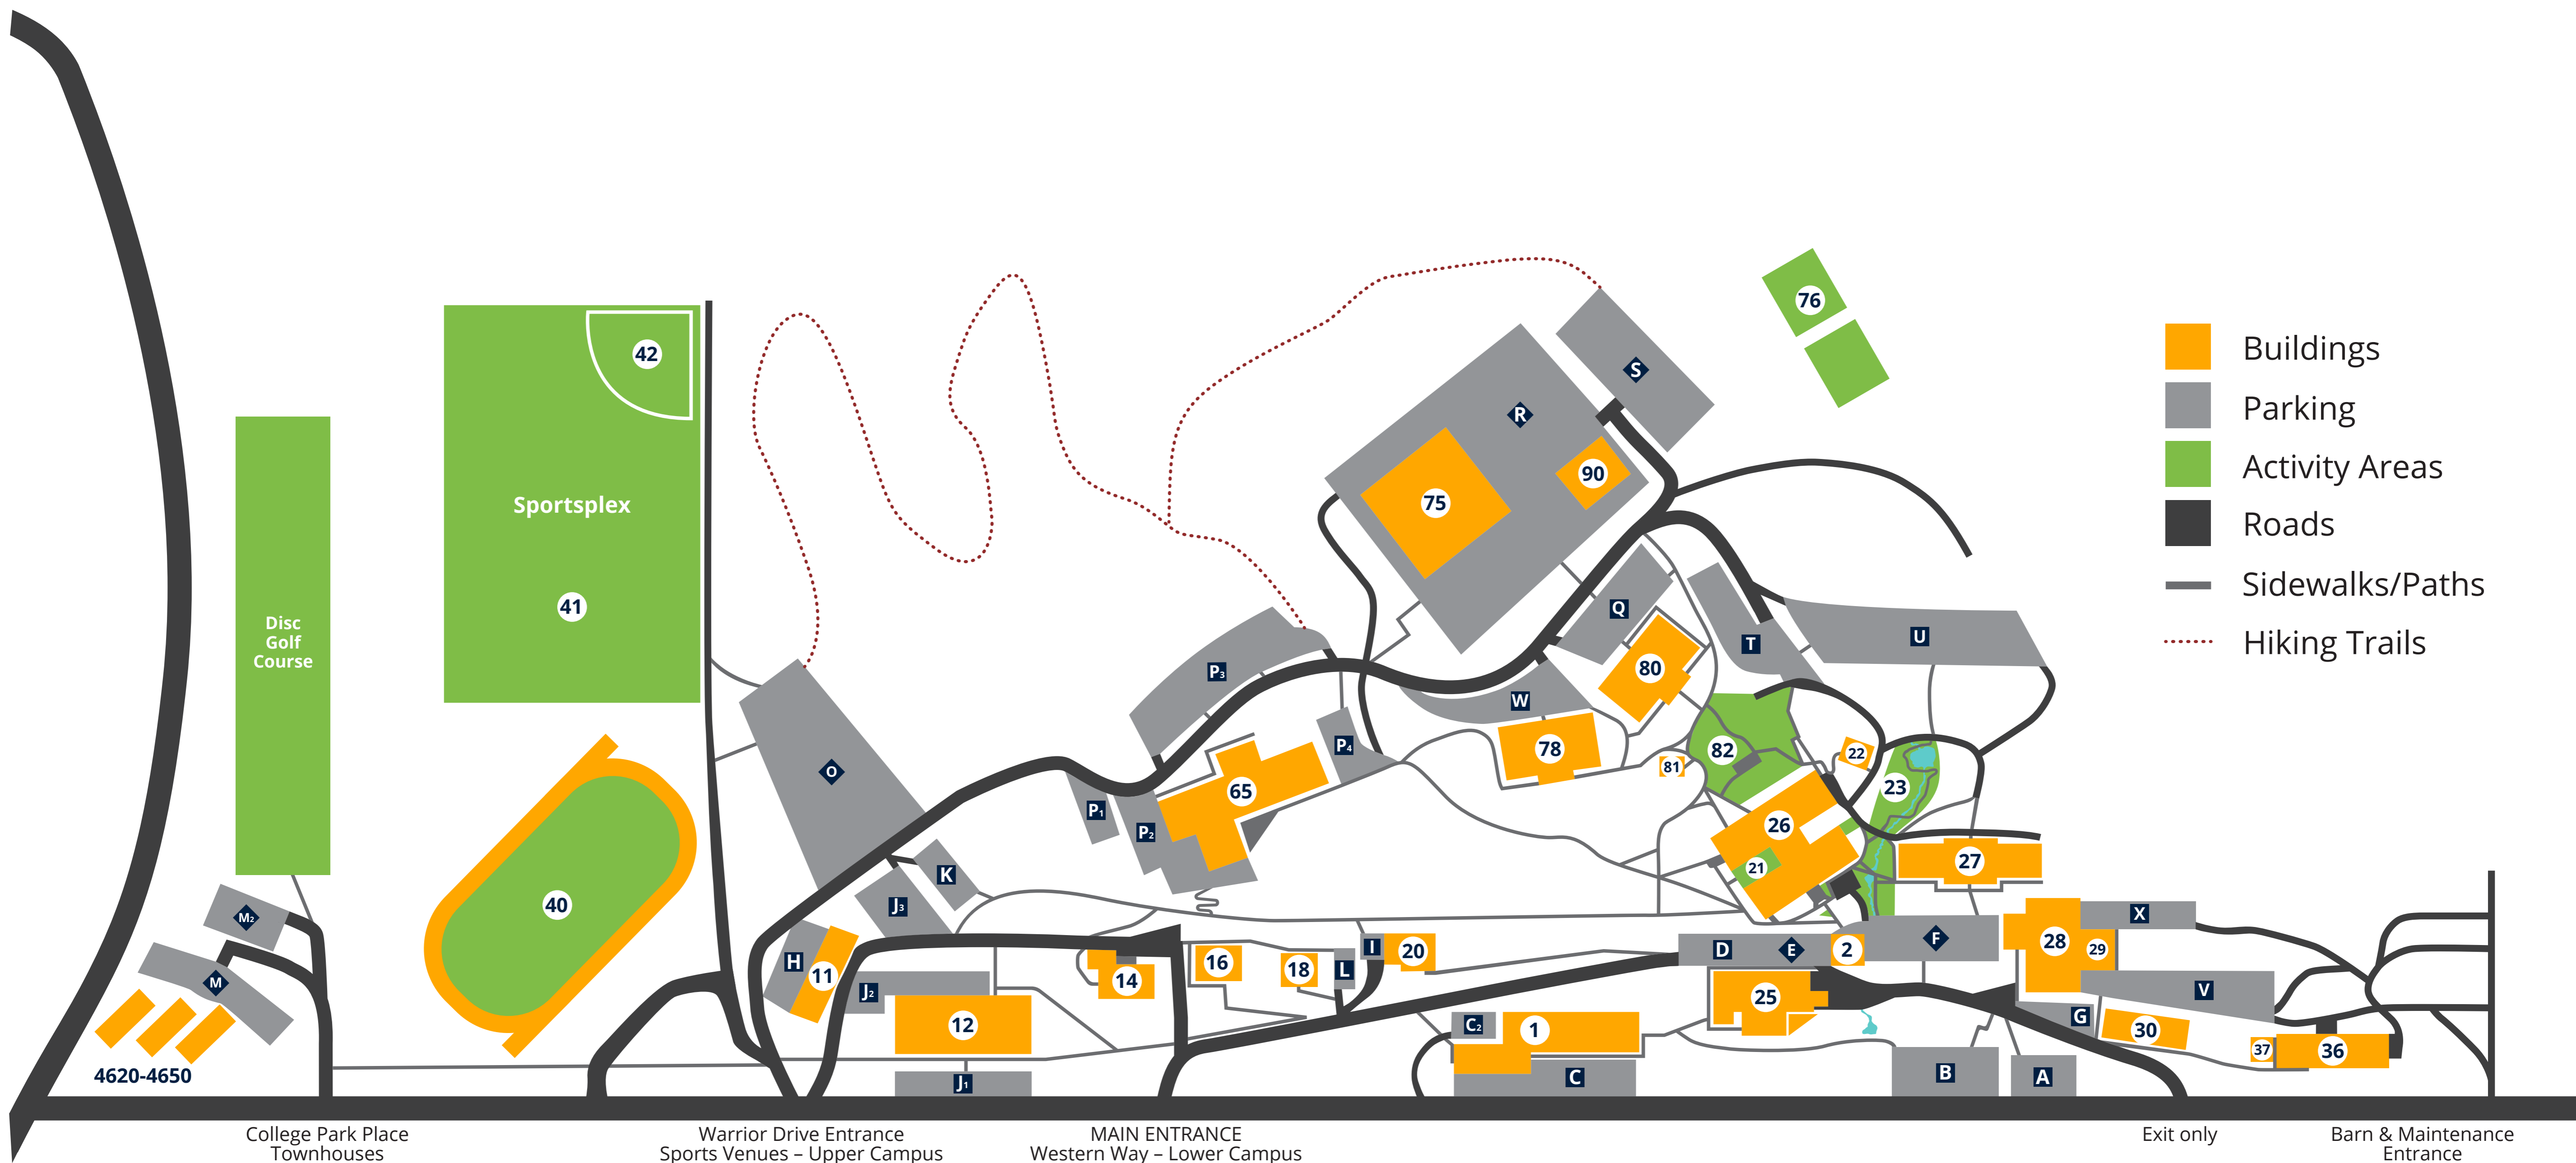 76
42
S
R
Buildings
Parking
Activity Areas
Roads
Sidewalks/Paths
Hiking Trails
Sportsplex
41
75
90
Disc
Golf
Course
Q
T
U
80
P3
W
P4
78
82
81
22
23
O
65
P1
P2
26
21
27
K
J3
40
M2
M
4620-4650
H
11
J2
12
J1
14
16
18
L
I
20
D
E
2
F
28
29
X
V
25
C2
1
C
G
30
37
36
B
A
College Park Place
Townhouses
Warrior Drive Entrance
Sports Venues – Upper Campus
MAIN ENTRANCE
Western Way – Lower Campus
Exit only
Barn & Maintenance
Entrance